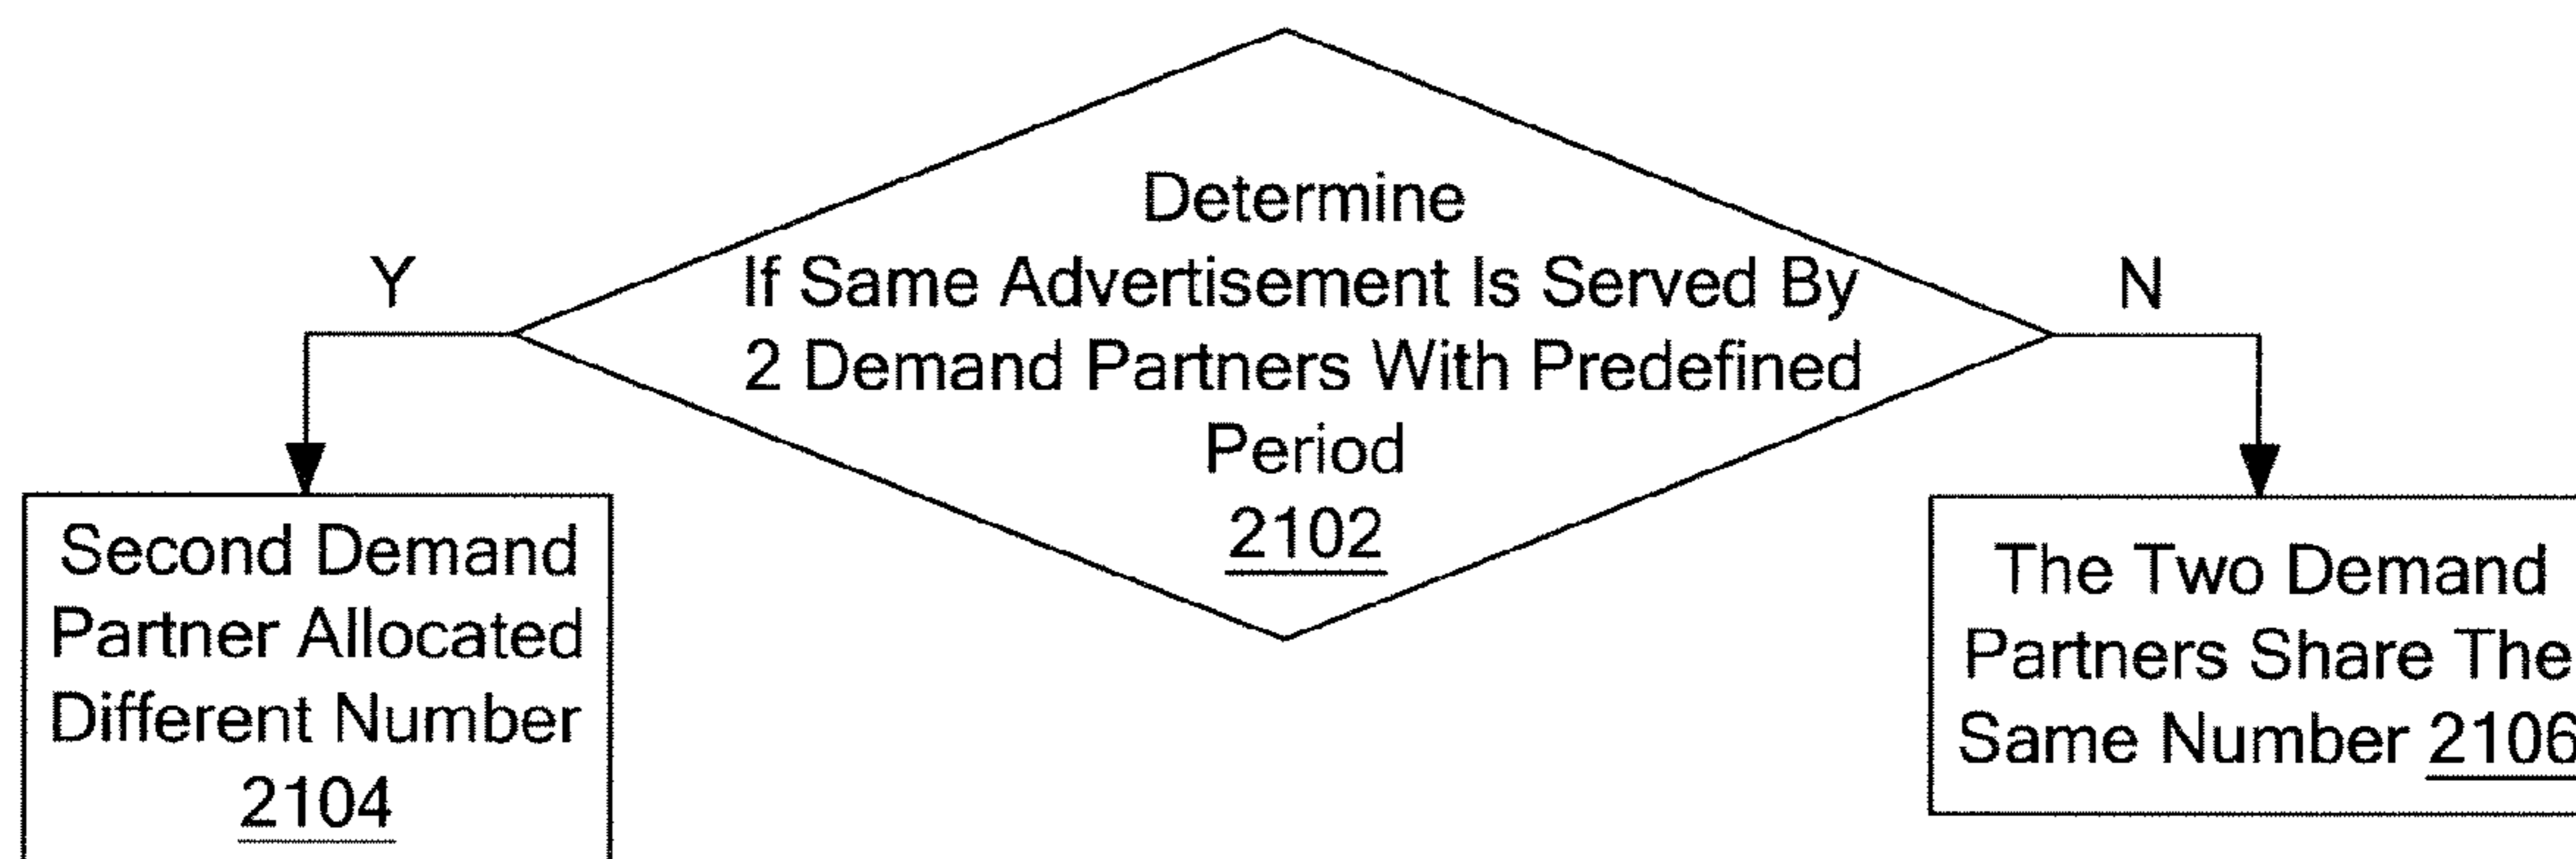 Determine
If Same Advertisement Is Served By
2 Demand Partners With Predefined
Period
2102
Y
N
Second Demand
Partner Allocated
Different Number
2104
The Two Demand
Partners Share The
Same Number 2106